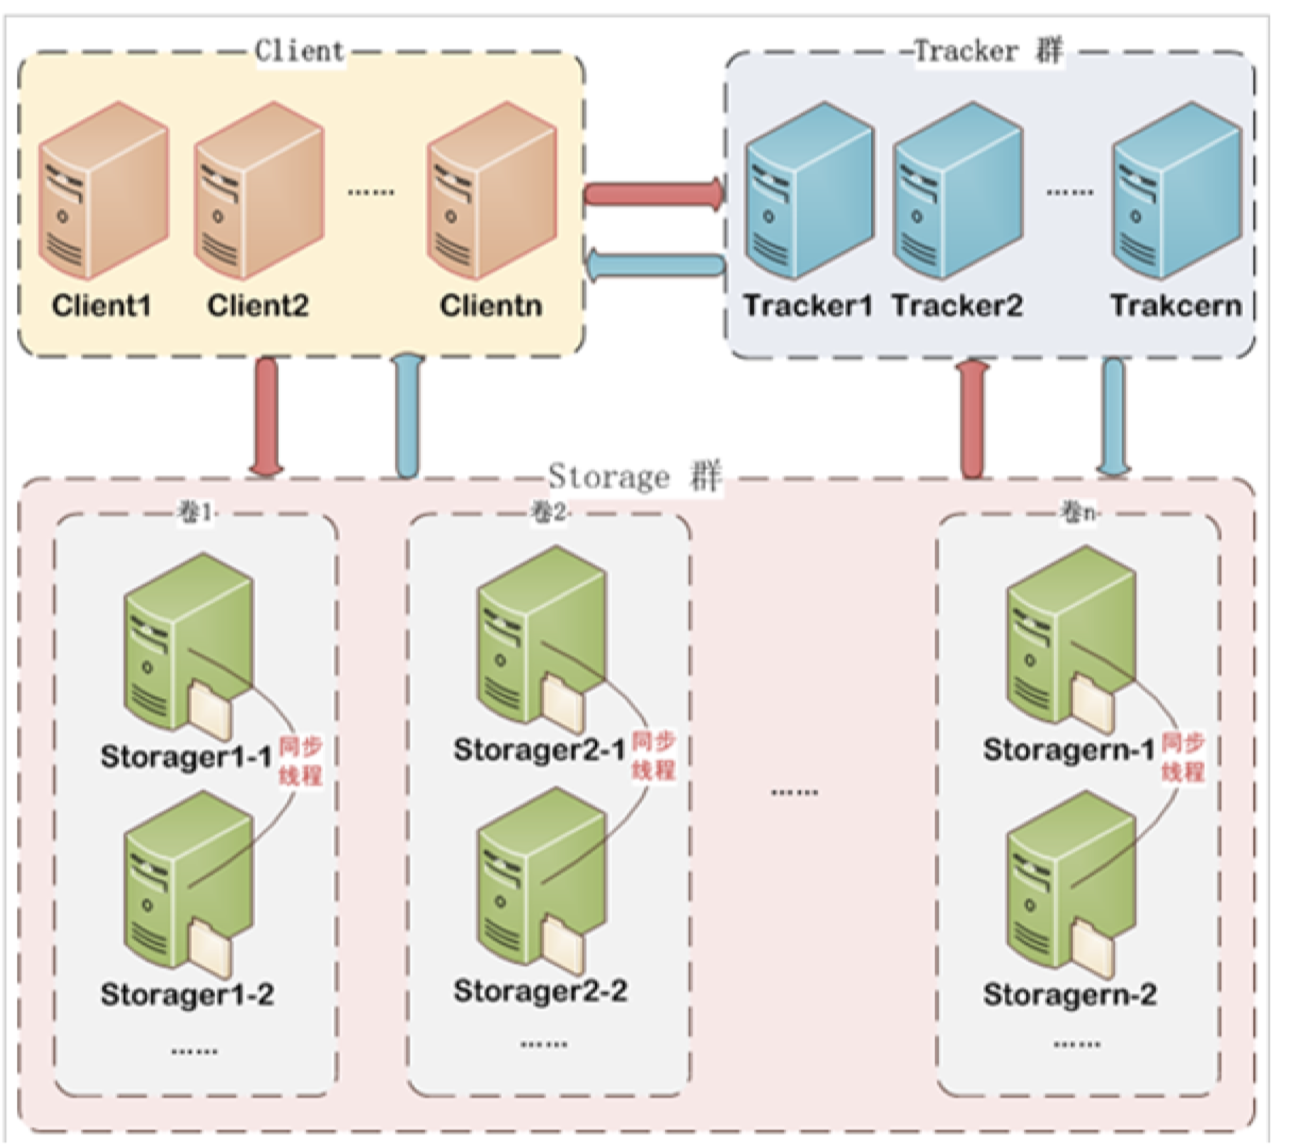 Client
Tracker 群
……
……
Client1
Client2
Clientn
Tracker1
Tracker2
Trakcern
Storage 群
卷1
卷2
卷n
Storager1-1
同步
线程
Storager1-2
……
Storager2-1
同步
线程
Storager2-2
……
……
Storagern-1
同步
线程
Storagern-2
……